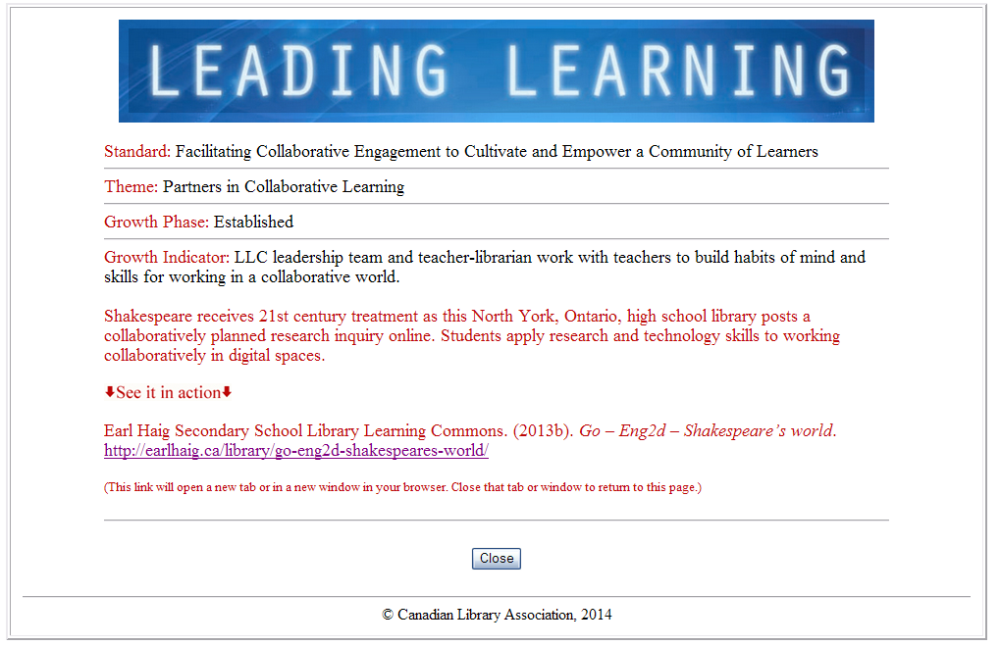 LEADING LEARNING
Standard: Facilitating Collaborative Engagement to Cultivate and Empower a Community of Learners
Theme: Partners in Collaborative Learning
Growth Phase: Established
Growth Indicator: LLC leadership team and teacher-librarian work with teachers to build habits of mind and
skills for working in a collaborative world.
Shakespeare receives 21st century treatment as this North York, Ontario, high school library posts a
collaboratively planned research inquiry online. Students apply research and technology skills to working
collaboratively in digital spaces.
🡇See it in action🡇
Earl Haig Secondary School Library Learning Commons. (2013b). Go – Eng2d – Shakespeare’s world.
http://earlhaig.ca/library/go-eng2d-shakespeares-world/
(This link will open a new tab or in a new window in your browser. Close that tab or window to return to this page.)
Close
© Canadian Library Association, 2014